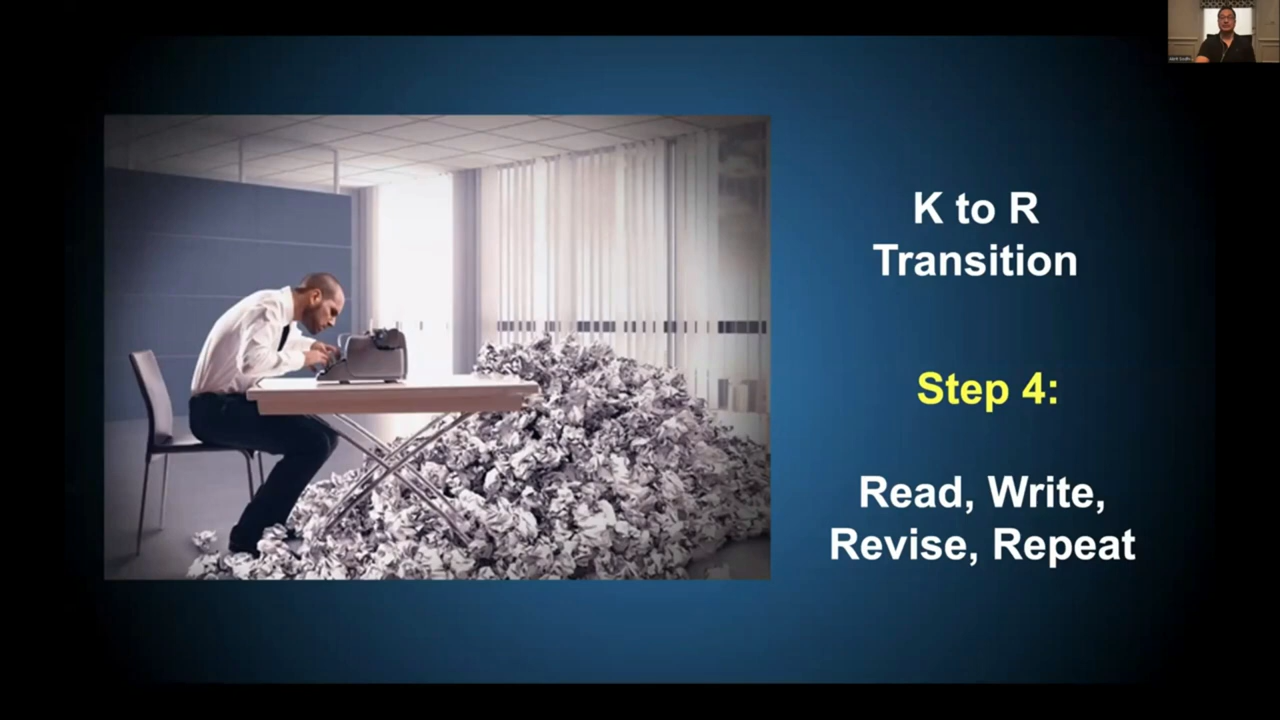 K to R
Transition
Step 4:
Read, Write,
Revise, Repeat